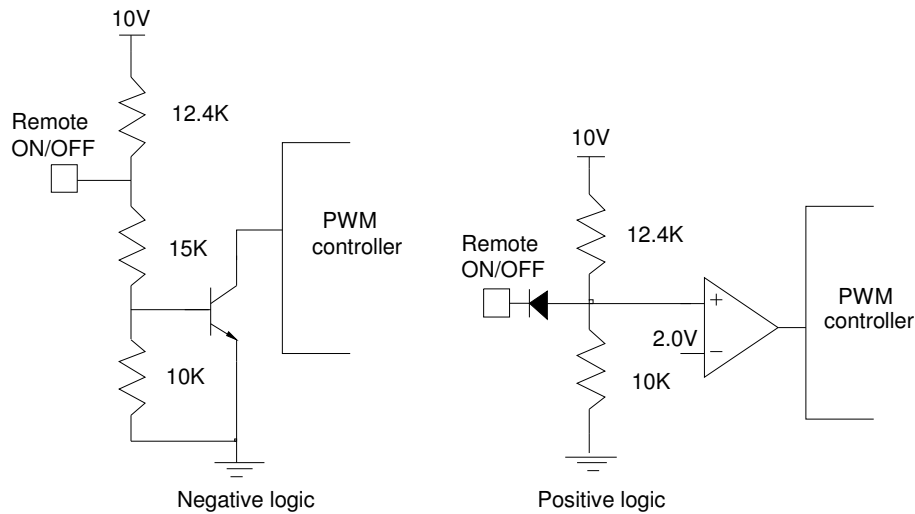 10V
12.4K
Remote
ON/OFF
15K
10K
PWM
controller
Negative logic
10V
12.4K
Remote
ON/OFF
+
2.0V
−
10K
PWM
controller
Positive logic